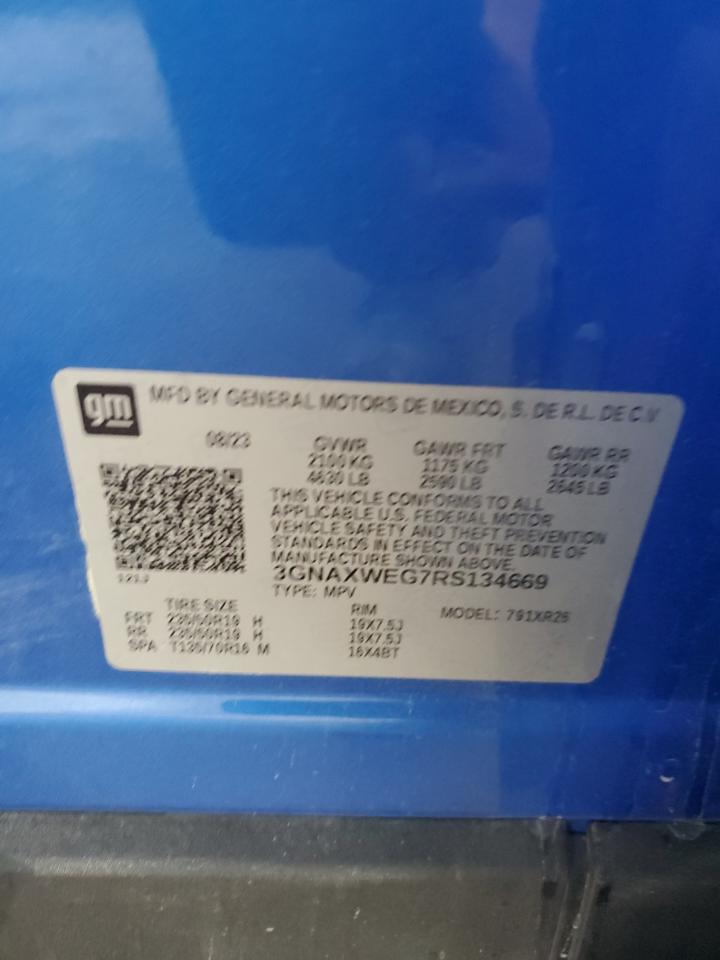 gm
MFD BY GENERAL MOTORS DE MEXICO, S. DE R.L. DE C.V
08/23
GVWR GAWR FRT GAWR RR
2100 KG 1175 KG 1200 KG
4630 LB 2590 LB 2645 LB
THIS VEHICLE CONFORMS TO ALL
APPLICABLE U.S. FEDERAL MOTOR
VEHICLE SAFETY AND THEFT PREVENTION
STANDARDS IN EFFECT ON THE DATE OF
MANUFACTURE SHOWN ABOVE.
3GNAXWEG7RS134669
TYPE: MPV
TIRE SIZE RIM MODEL: 791XR26
FRT 235/50R19 H 19X7.5J
RR 235/50R19 H 19X7.5J
SPA T135/70R16 M 16X4BT